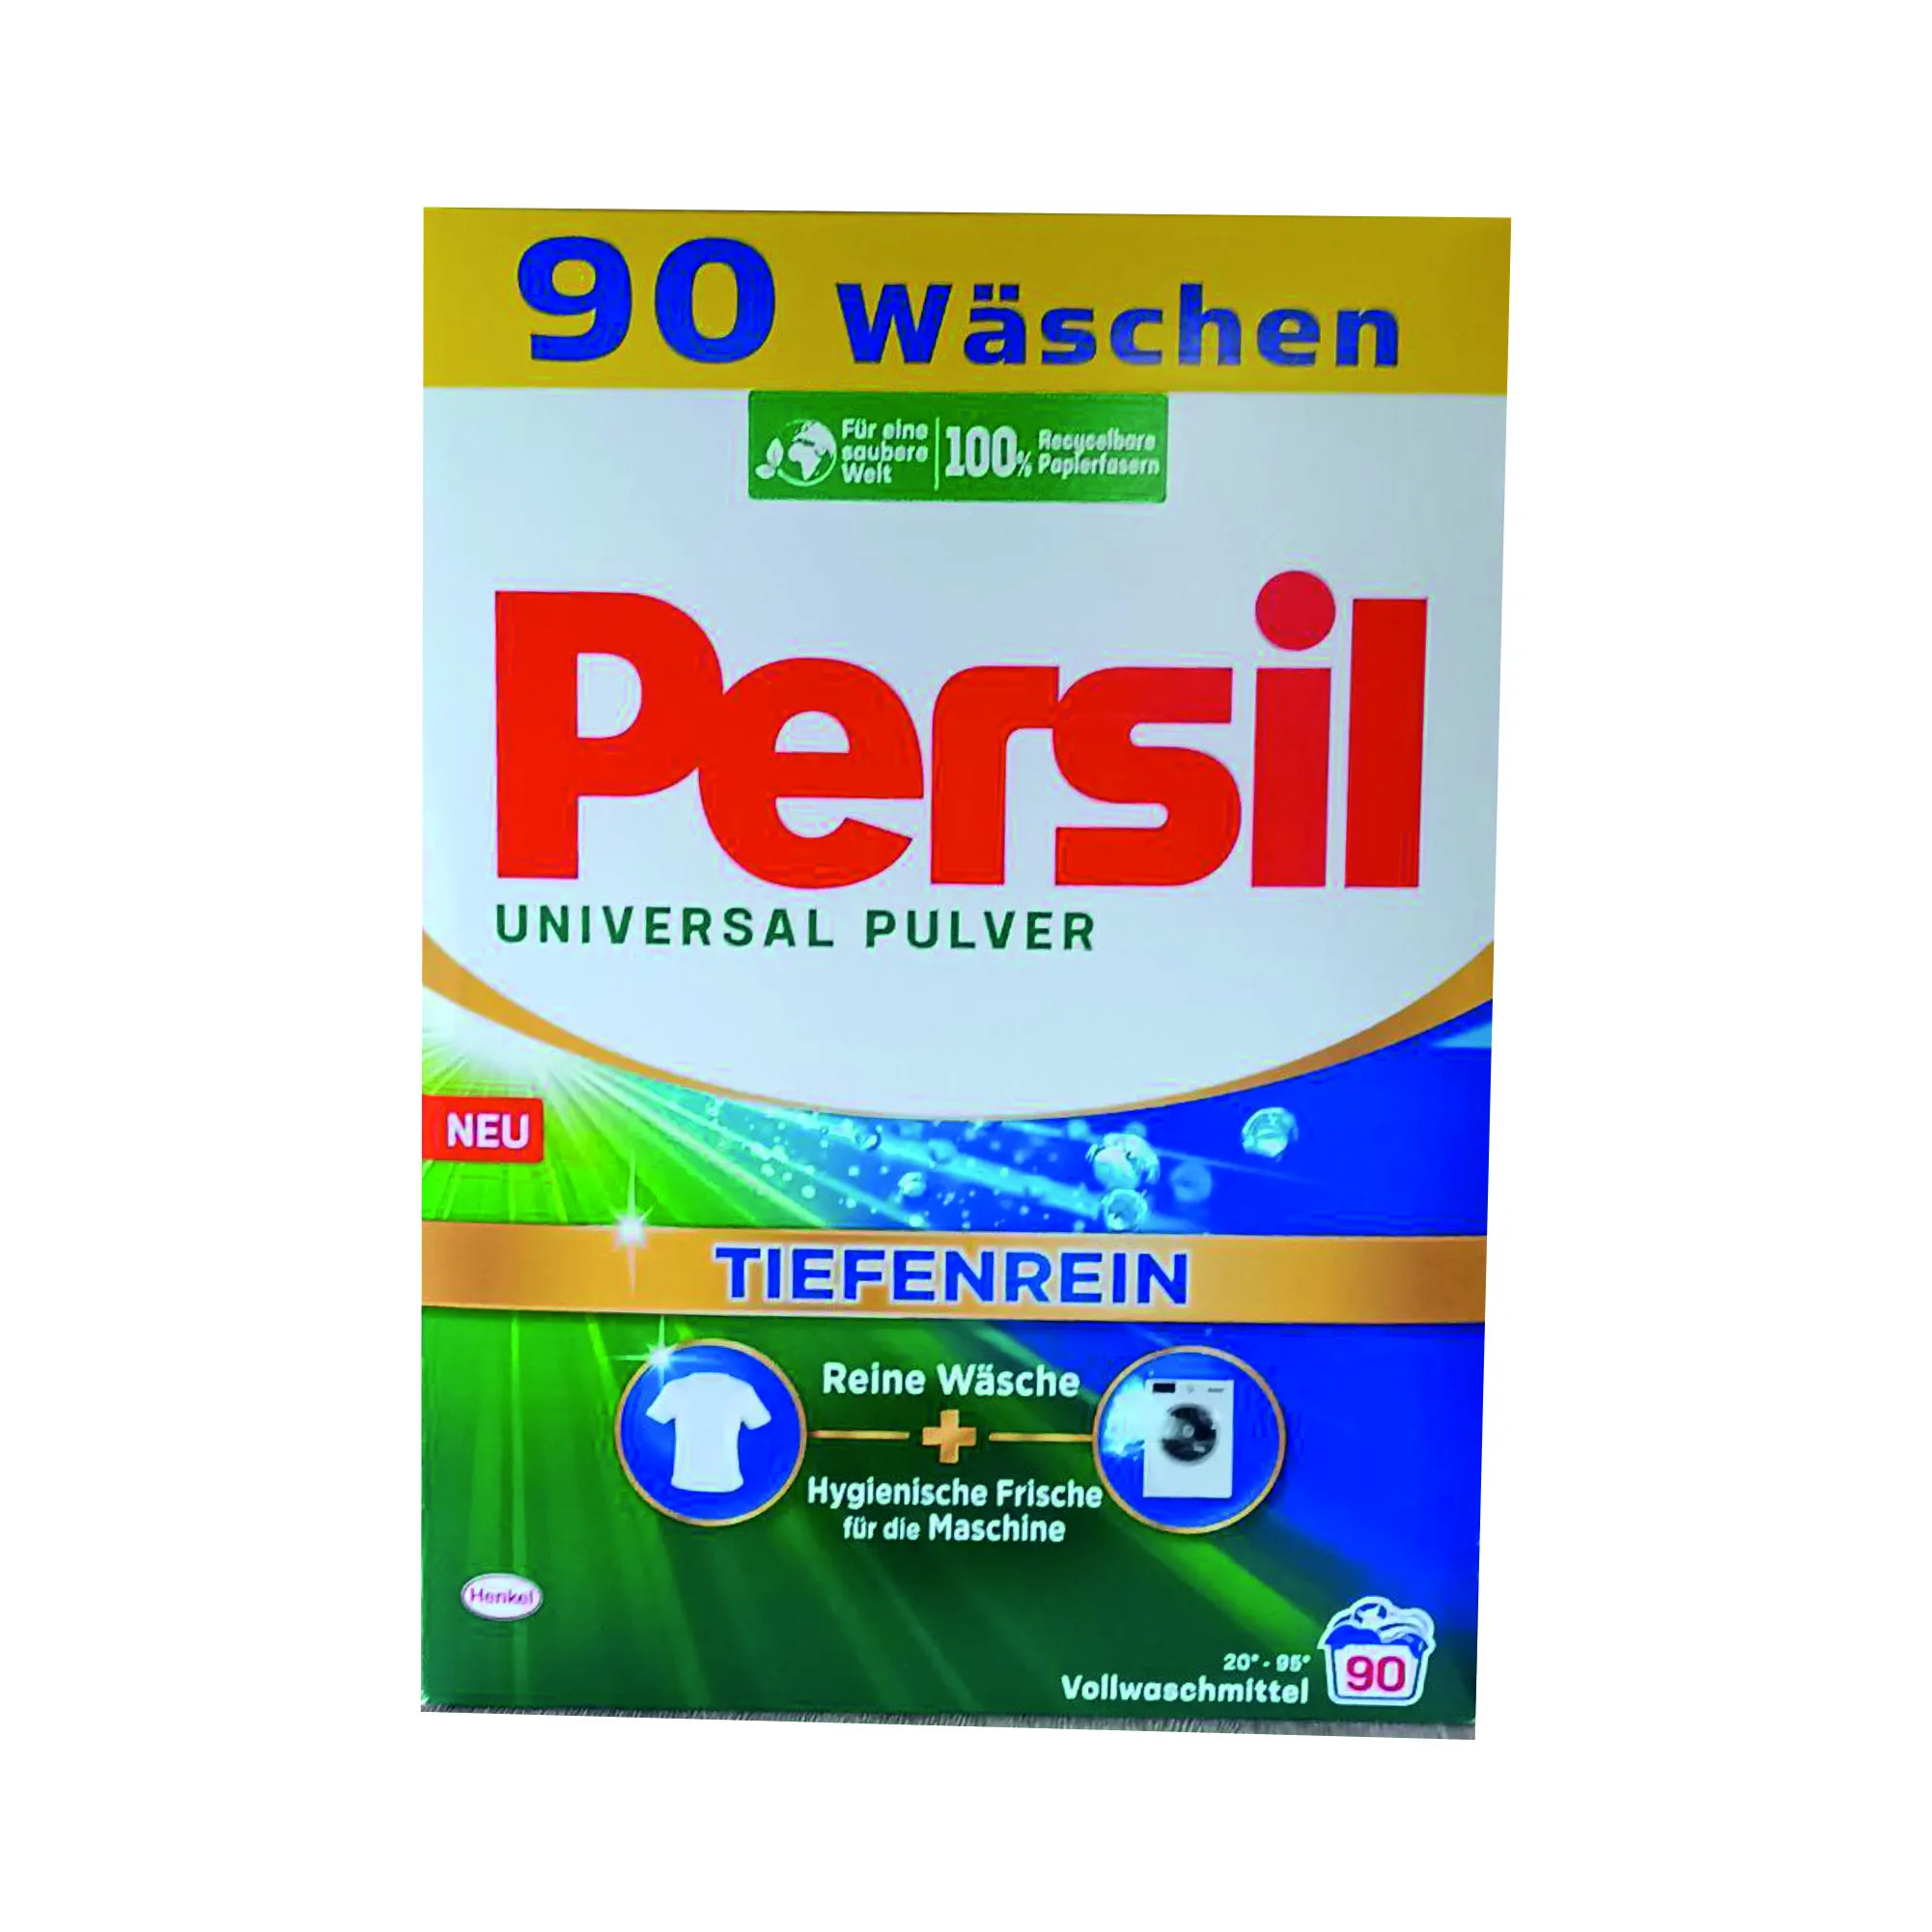 90 Wäschen
Für eine
saubere
Welt
100% Recycelbare
Papierfasern
Persil
UNIVERSAL PULVER
NEU
TIEFENREIN
Reine Wäsche
+
Hygienische Frische
für die Maschine
Henkel
20° - 95°
Vollwaschmittel
90